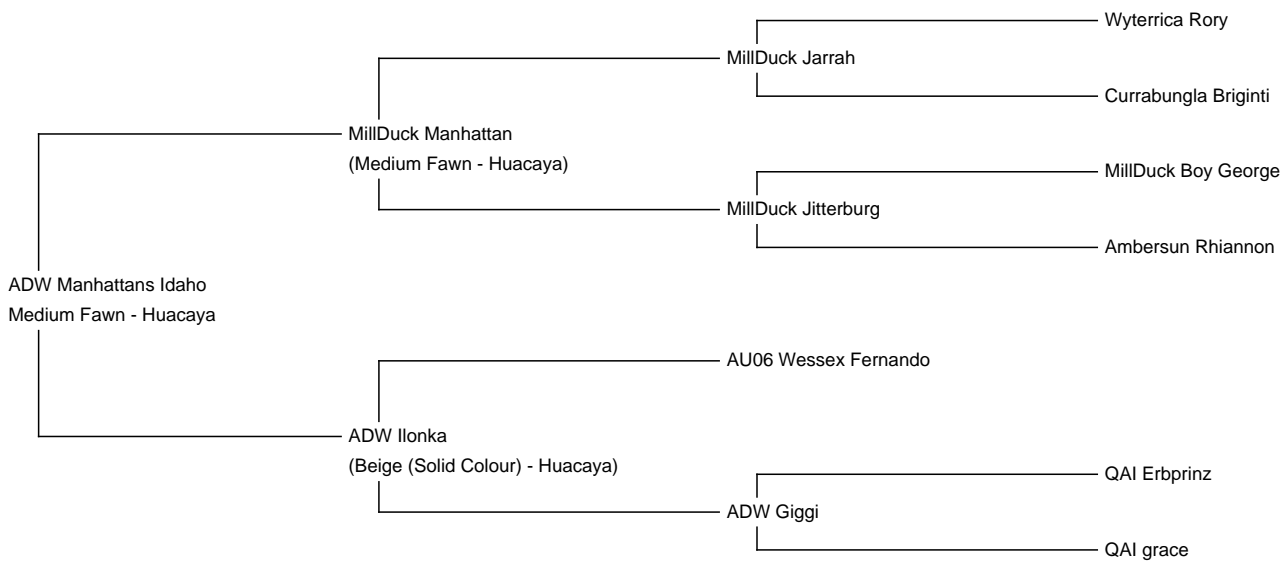 Wyterrica Rory
MillDuck Jarrah
Currabungla Briginti
MillDuck Manhattan
(Medium Fawn - Huacaya)
MillDuck Boy George
MillDuck Jitterburg
Ambersun Rhiannon
ADW Manhattans Idaho
Medium Fawn - Huacaya
AU06 Wessex Fernando
ADW Ilonka
(Beige (Solid Colour) - Huacaya)
QAI Erbprinz
ADW Giggi
QAI grace